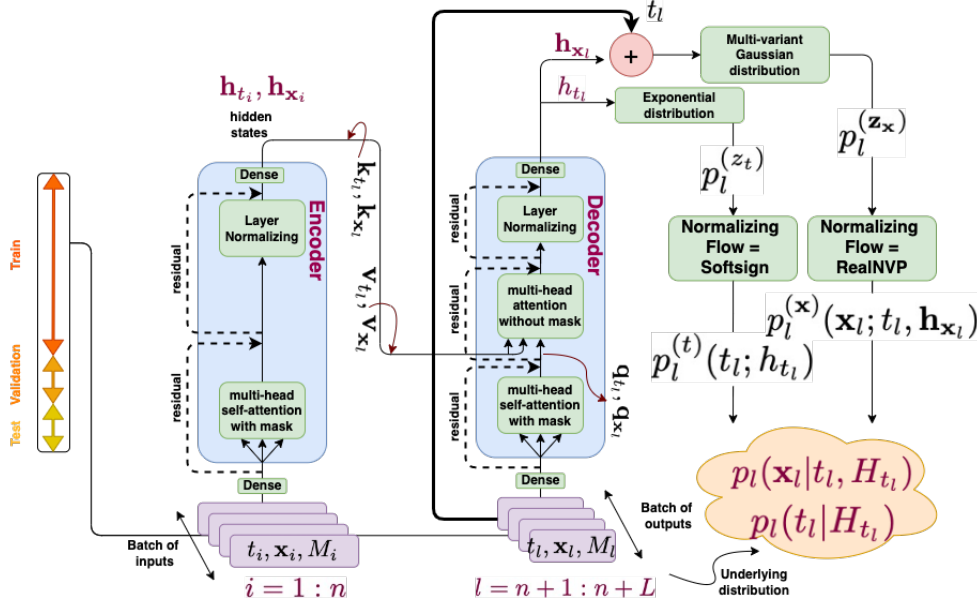 Train
Validation
Test
h_{t_i}, h_{x_i}
hidden
states
Dense
Encoder
Layer
Normalizing
residual
residual
multi-head
self-attention
with mask
Dense
Batch of
inputs
t_i, x_i, M_i
i = 1 : n
k_{t_l}, k_{x_l}
v_{t_l}, v_{x_l}
Dense
Decoder
Layer
Normalizing
residual
multi-head
attention
without mask
residual
residual
multi-head
self-attention
with mask
q_{t_l}, q_{x_l}
Dense
t_l, x_l, M_l
l = n + 1 : n + L
Batch of
outputs
t_l
h_{x_l}
+
Multi-variant
Gaussian
distribution
h_{t_l}
Exponential
distribution
p_l^{(z_t)}
p_l^{(z_x)}
Normalizing
Flow =
Softsign
Normalizing
Flow =
RealNVP
p_l^{(t)}(t_l; h_{t_l})
p_l^{(x)}(x_l; t_l, h_{x_l})
p_l(x_l|t_l, H_{t_l})
p_l(t_l|H_{t_l})
Underlying
distribution